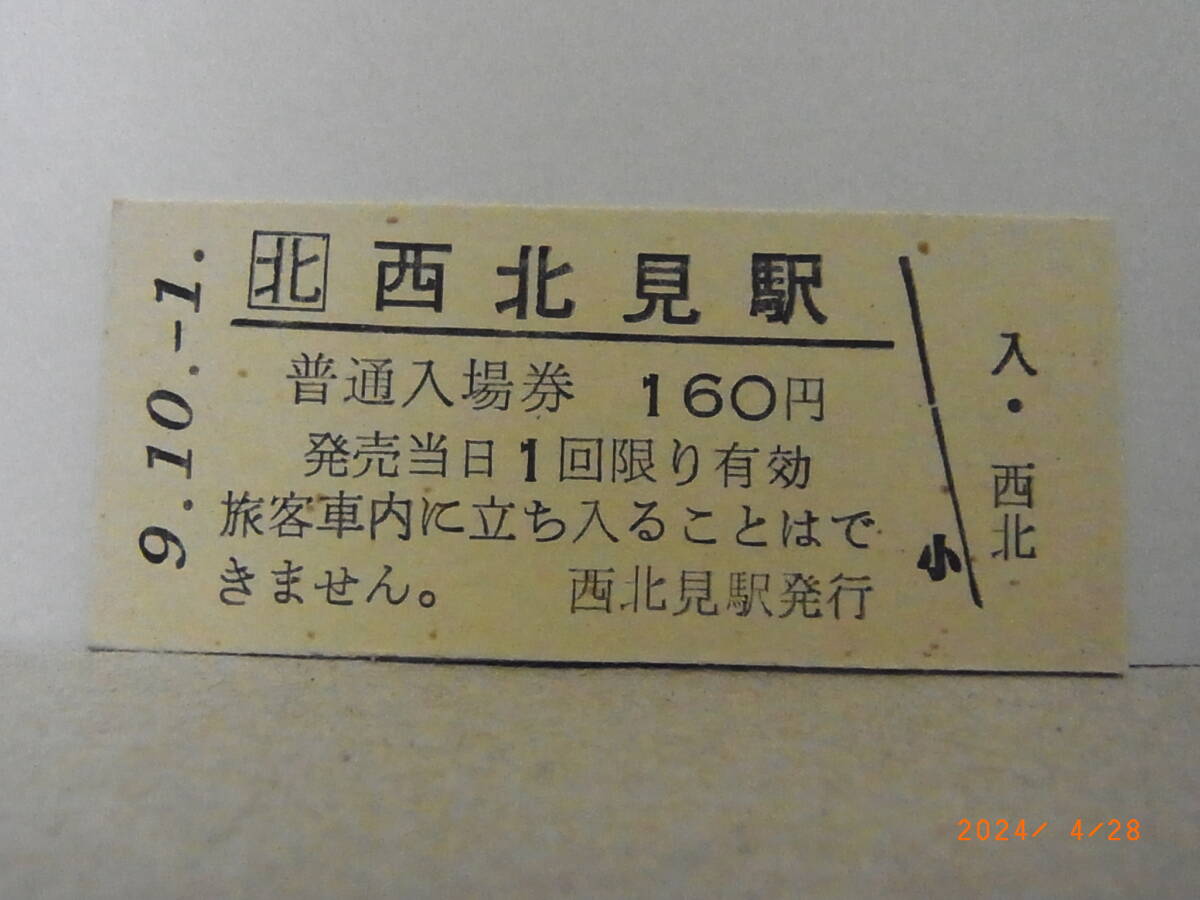 9.10.-1.
北 西北見駅
普通入場券 160円
発売当日1回限り有効
旅客車内に立ち入ることはで
きません。 西北見駅発行
小
入・西北
2024/ 4/28